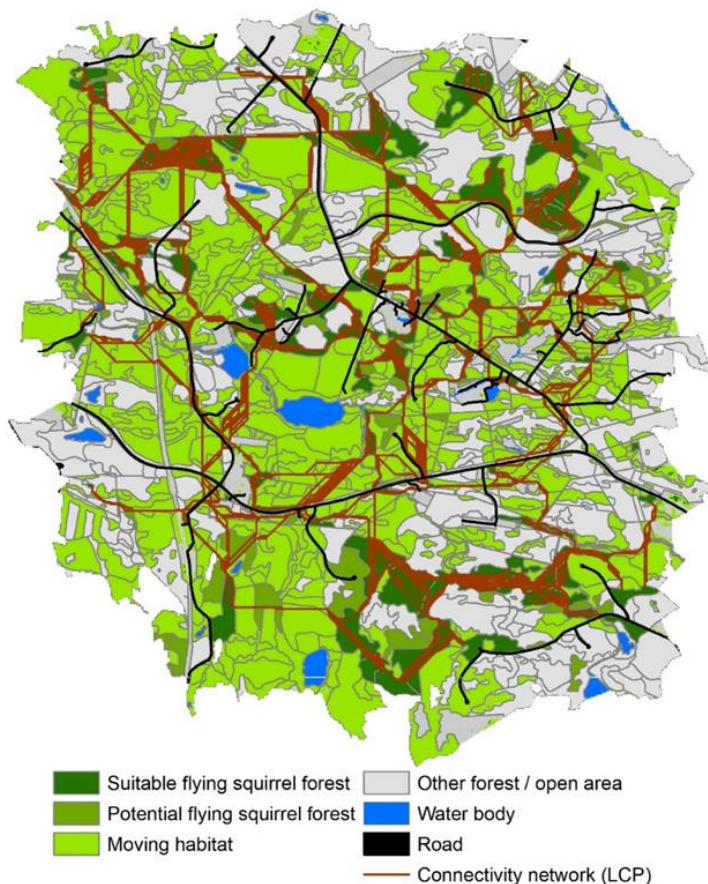 Suitable flying squirrel forest
Potential flying squirrel forest
Moving habitat
Other forest / open area
Water body
Road
Connectivity network (LCP)